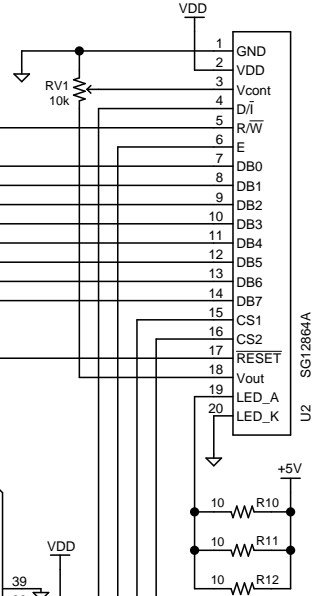 VDD
1 GND
2 VDD
RV1 3 Vcont
10k 4 D/I̅
5 R/W̅
6 E
7 DB0
8 DB1
9 DB2
10 DB3
11 DB4
12 DB5
13 DB6
14 DB7
15 CS1
16 CS2
17 R̅E̅S̅E̅T̅
18 Vout
19 LED_A
20 LED_K
SG12864A
U2
+5V
10 R10
10 R11
VDD
10 R12
39